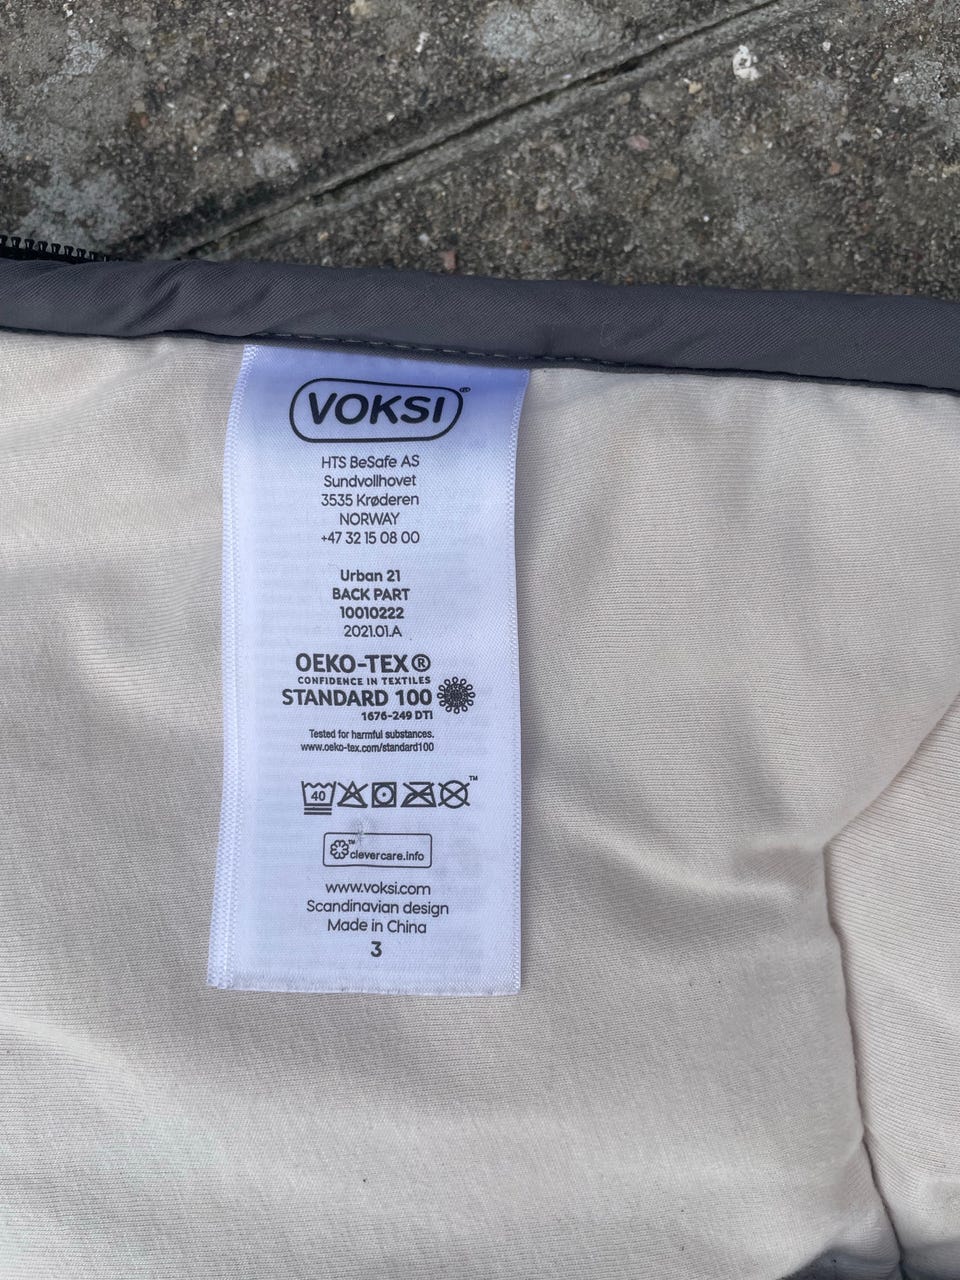 VOKSI®
HTS BeSafe AS
Sundvollhovet
3535 Krøderen
NORWAY
+47 32 15 08 00
Urban 21
BACK PART
10010222
2021.01.A
OEKO-TEX®
CONFIDENCE IN TEXTILES
STANDARD 100
1676-249 DTI
Tested for harmful substances.
www.oeko-tex.com/standard100
40 ™
™ clevercare.info
www.voksi.com
Scandinavian design
Made in China
3